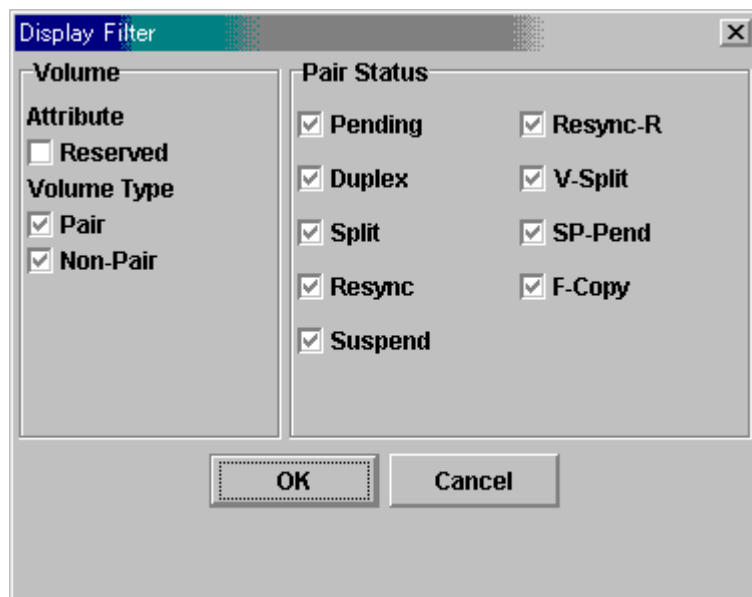 Display Filter
Volume
Attribute
Reserved
Volume Type
Pair
Non-Pair
Pair Status
Pending
Duplex
Split
Resync
Suspend
Resync-R
V-Split
SP-Pend
F-Copy
OK
Cancel